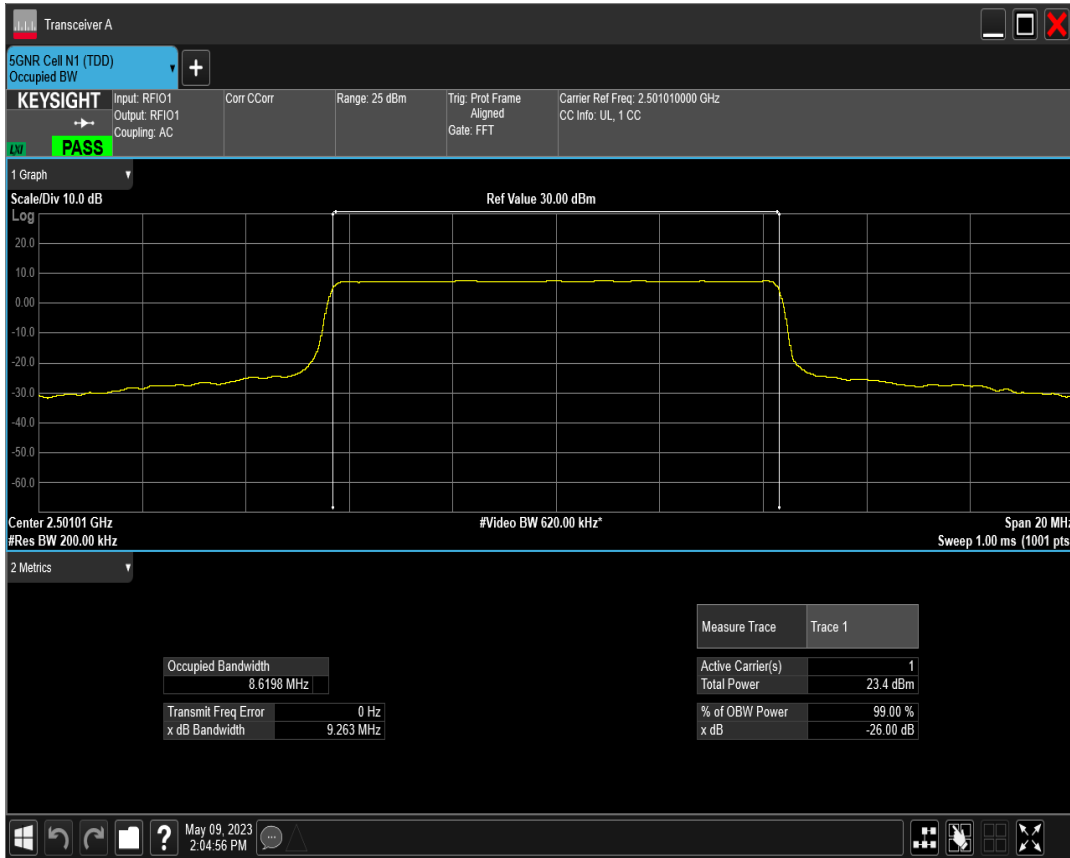 Transceiver A
5GNR Cell N1 (TDD)
Occupied BW
+
KEYSIGHT
LXI
PASS
Input: RFIO1
Output: RFIO1
Coupling: AC
Corr CCorr
Range: 25 dBm
Trig: Prot Frame
Aligned
Gate: FFT
Carrier Ref Freq: 2.501010000 GHz
CC Info: UL, 1 CC
1 Graph
Scale/Div 10.0 dB
Ref Value 30.00 dBm
Log
20.0
10.0
0.00
-10.0
-20.0
-30.0
-40.0
-50.0
-60.0
Center 2.50101 GHz
#Video BW 620.00 kHz*
Span 20 MHz
#Res BW 200.00 kHz
Sweep 1.00 ms (1001 pts
2 Metrics
Measure Trace Trace 1
Occupied Bandwidth
8.6198 MHz
Active Carrier(s) 1
Total Power 23.4 dBm
Transmit Freq Error 0 Hz
x dB Bandwidth 9.263 MHz
% of OBW Power 99.00 %
x dB -26.00 dB
?
May 09, 2023
2:04:56 PM